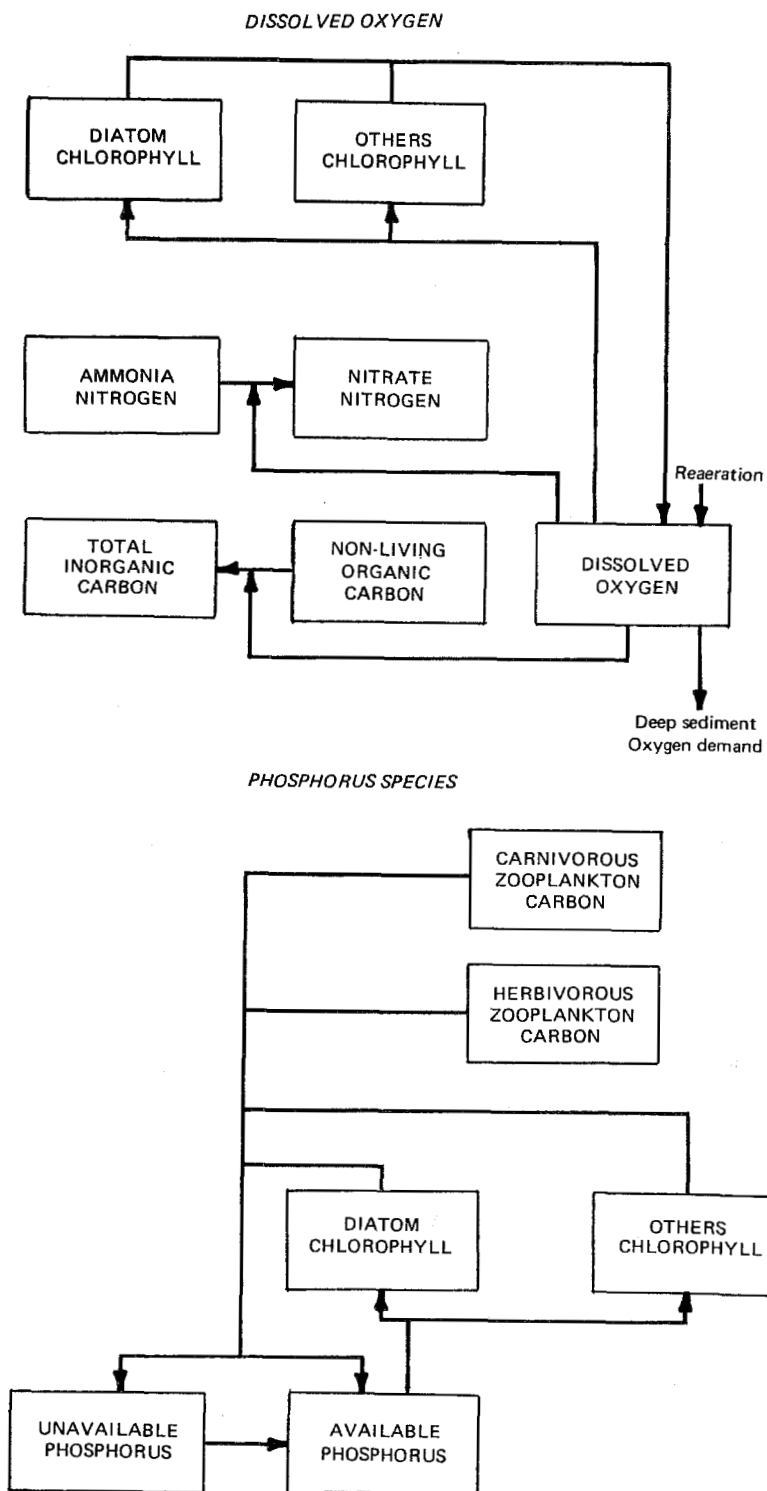 DISSOLVED OXYGEN
DIATOM
CHLOROPHYLL
OTHERS
CHLOROPHYLL
AMMONIA
NITROGEN
NITRATE
NITROGEN
Reaeration
TOTAL
INORGANIC
CARBON
NON-LIVING
ORGANIC
CARBON
DISSOLVED
OXYGEN
Deep sediment
Oxygen demand
PHOSPHORUS SPECIES
CARNIVOROUS
ZOOPLANKTON
CARBON
HERBIVOROUS
ZOOPLANKTON
CARBON
DIATOM
CHLOROPHYLL
OTHERS
CHLOROPHYLL
UNAVAILABLE
PHOSPHORUS
AVAILABLE
PHOSPHORUS